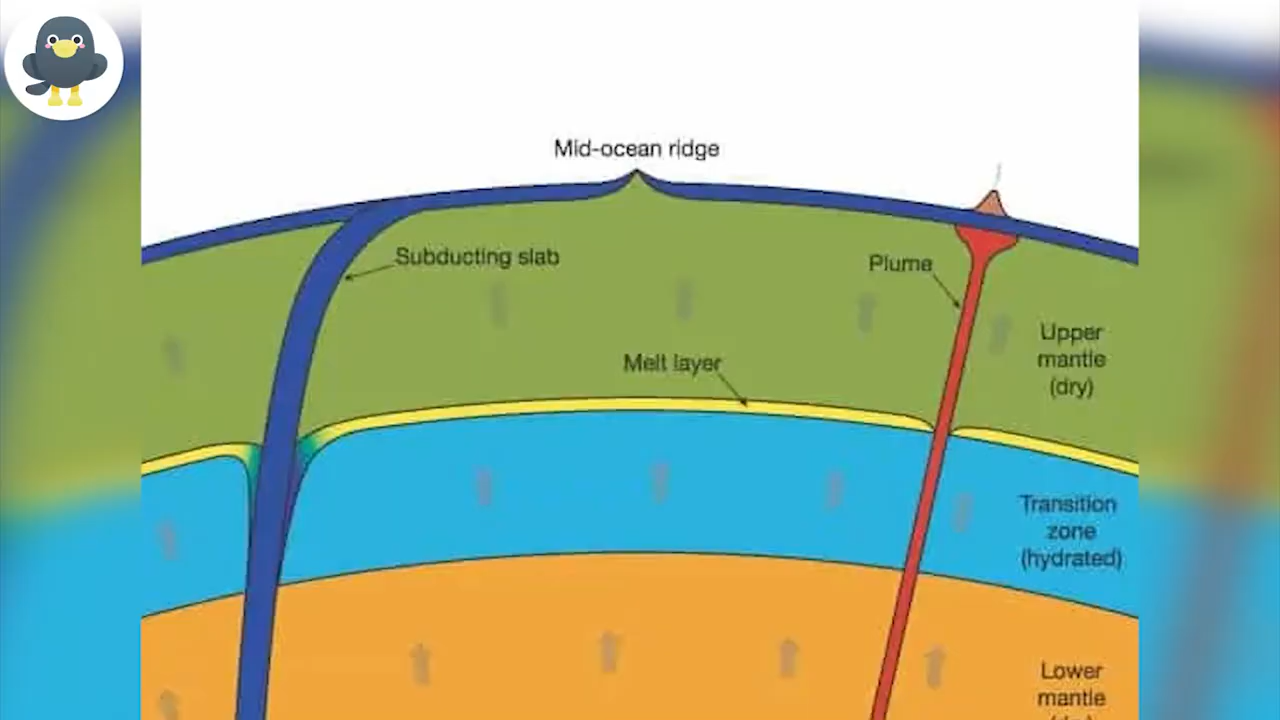 Mid-ocean ridge
Subducting slab
Plume
Upper
mantle
(dry)
Melt layer
Transition
zone
(hydrated)
Lower
mantle